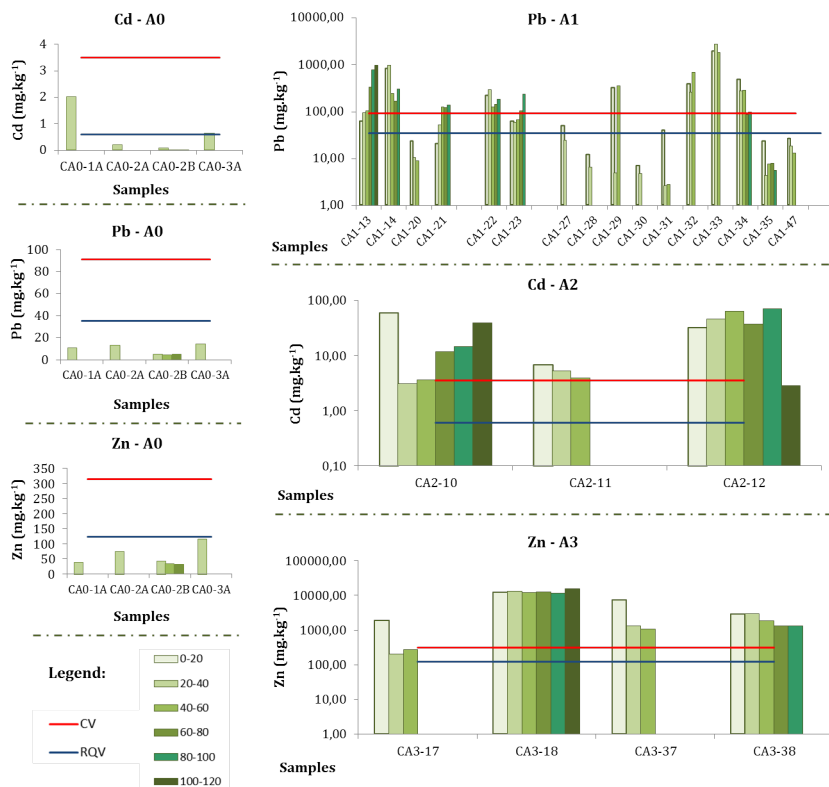 Cd - A0
Cd (mg.kg-1)
4
3
2
1
0
CA0-1A CA0-2A CA0-2B CA0-3A
Samples
Pb - A0
Pb (mg.kg-1)
100
80
60
40
20
0
CA0-1A CA0-2A CA0-2B CA0-3A
Samples
Zn - A0
Zn (mg.kg-1)
350
300
250
200
150
100
50
0
CA0-1A CA0-2A CA0-2B CA0-3A
Samples
Legend:
CV
RQV
0-20
20-40
40-60
60-80
80-100
100-120
Pb - A1
Pb (mg.kg-1)
10000,00
1000,00
100,00
10,00
1,00
CA1-13 CA1-14 CA1-20 CA1-21 CA1-22 CA1-23 CA1-27 CA1-28 CA1-29 CA1-30 CA1-31 CA1-32 CA1-33 CA1-34 CA1-35 CA1-47
Samples
Cd - A2
Cd (mg.kg-1)
100,00
10,00
1,00
0,10
CA2-10 CA2-11 CA2-12
Samples
Zn - A3
Zn (mg.kg-1)
100000,00
10000,00
1000,00
100,00
10,00
1,00
CA3-17 CA3-18 CA3-37 CA3-38
Samples